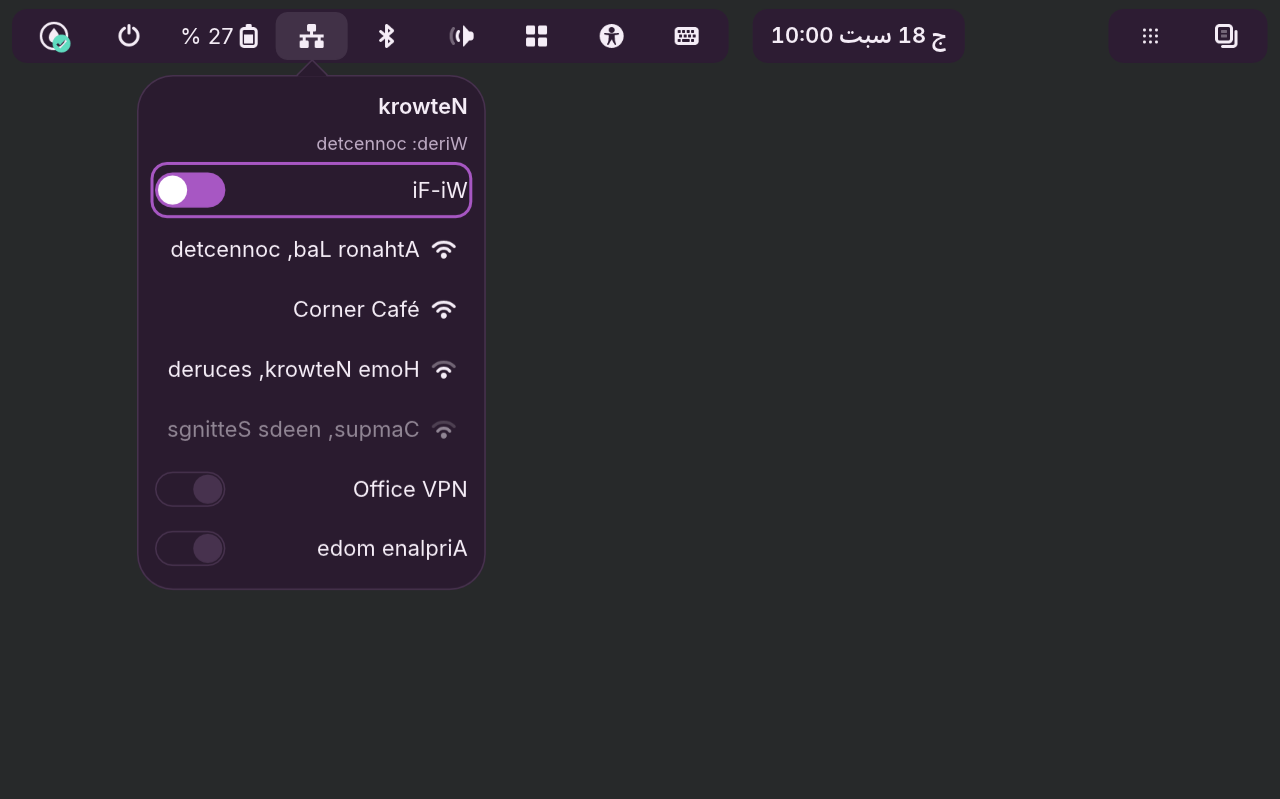 % 27
ج 18 سبت 10:00
krowteN
detcennoc :deriW
iF-iW
detcennoc ,baL ronahtA
Corner Café
deruces ,krowteN emoH
sgnitteS sdeen ,supmaC
Office VPN
edom enalpriA